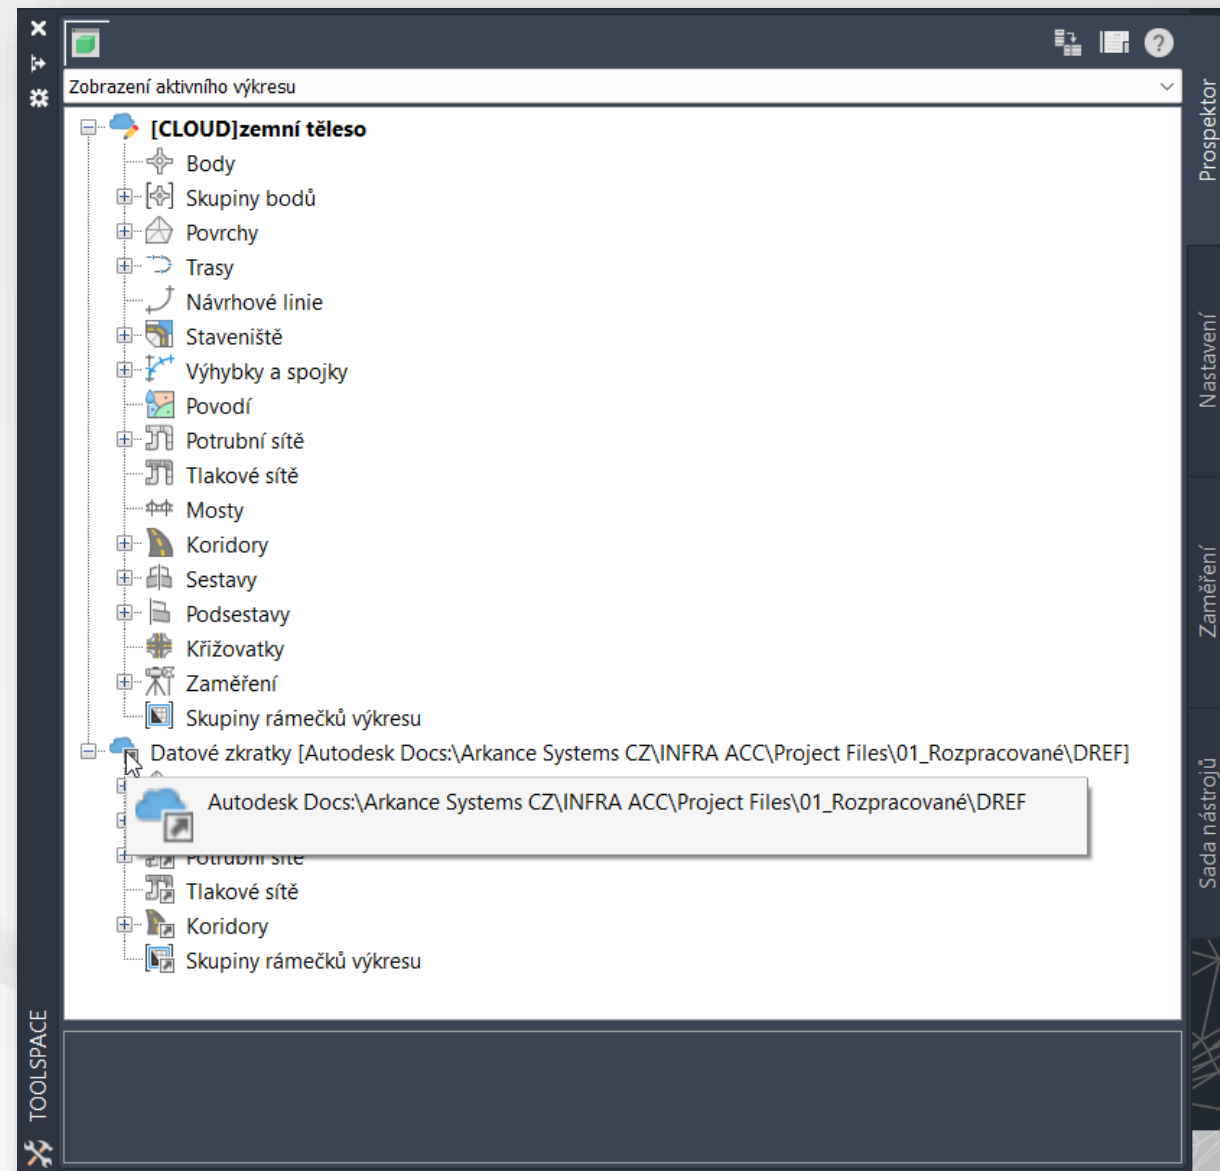 Zobrazení aktivního výkresu
[CLOUD]zemní těleso
Body
Skupiny bodů
Povrchy
Trasy
Návrhové linie
Staveniště
Výhybky a spojky
Povodí
Potrubní sítě
Tlakové sítě
Mosty
Koridory
Sestavy
Podsestavy
Křižovatky
Zaměření
Skupiny rámečků výkresu
Datové zkratky [Autodesk Docs:\Arkance Systems CZ\INFRA ACC\Project Files\01_Rozpracované\DREF]
Autodesk Docs:\Arkance Systems CZ\INFRA ACC\Project Files\01_Rozpracované\DREF
Potrubní sítě
Tlakové sítě
Koridory
Skupiny rámečků výkresu
Prospektor
Nastavení
Zaměření
Sada nástrojů
TOOLSPACE